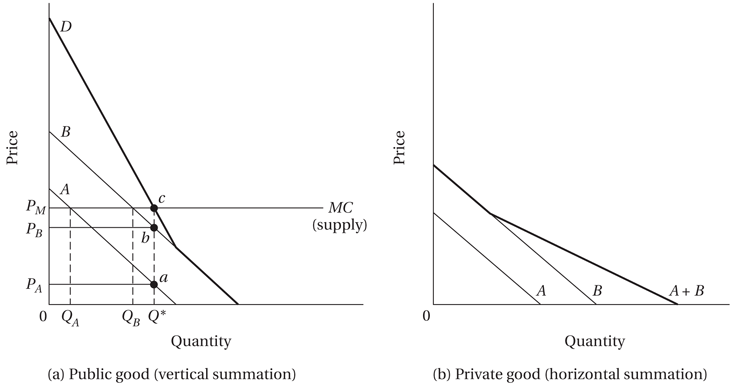 D
B
A
Price
P_M
P_B
P_A
c
b
a
MC
(supply)
0
Q_A
Q_B
Q*
Quantity
(a) Public good (vertical summation)
Price
A
B
A + B
0
Quantity
(b) Private good (horizontal summation)